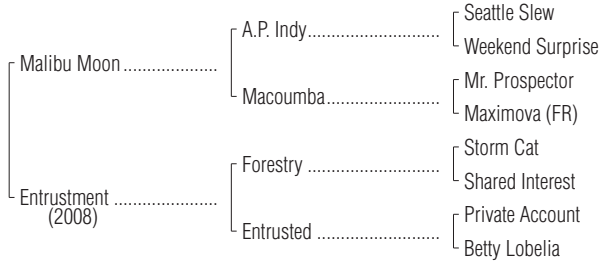 Seattle Slew
A.P. Indy
Weekend Surprise
Malibu Moon
Mr. Prospector
Macoumba
Maximova (FR)
Storm Cat
Forestry
Shared Interest
Entrustment
(2008)
Private Account
Entrusted
Betty Lobelia